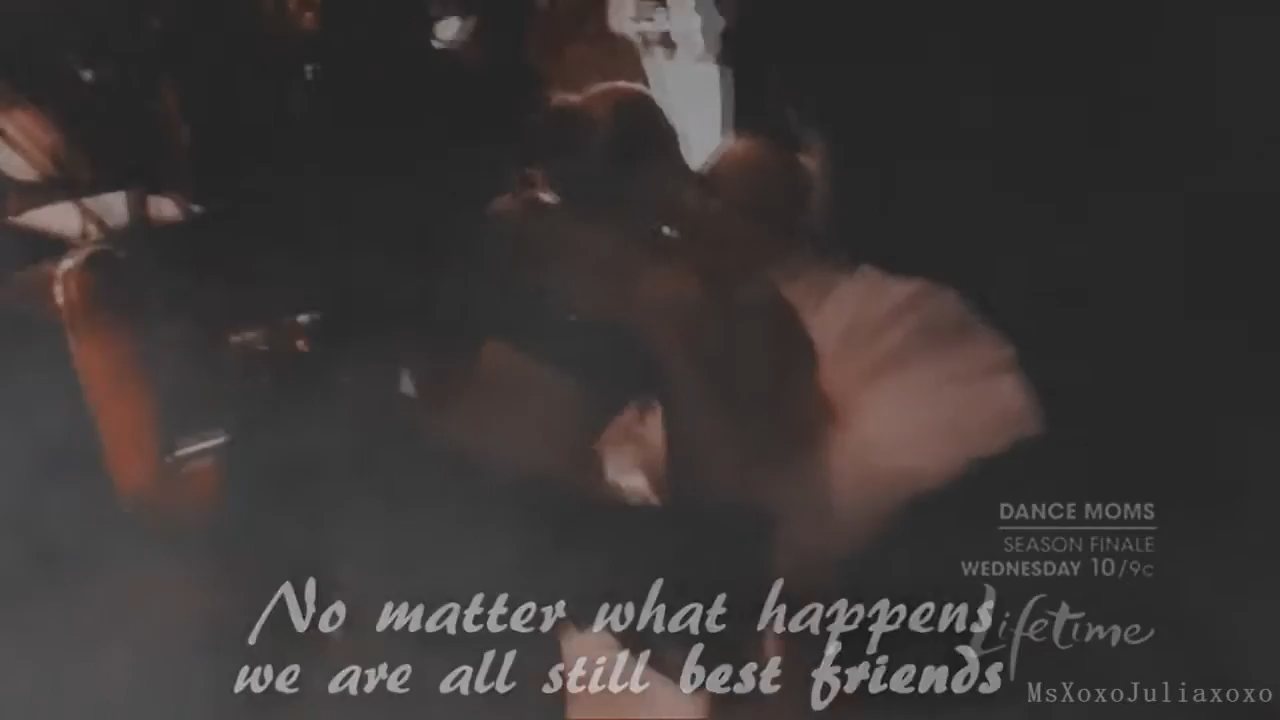 DANCE MOMS
SEASON FINALE
WEDNESDAY 10/9c
Lifetime
No matter what happens
we are all still best friends
MsXoxoJuliaxoxo